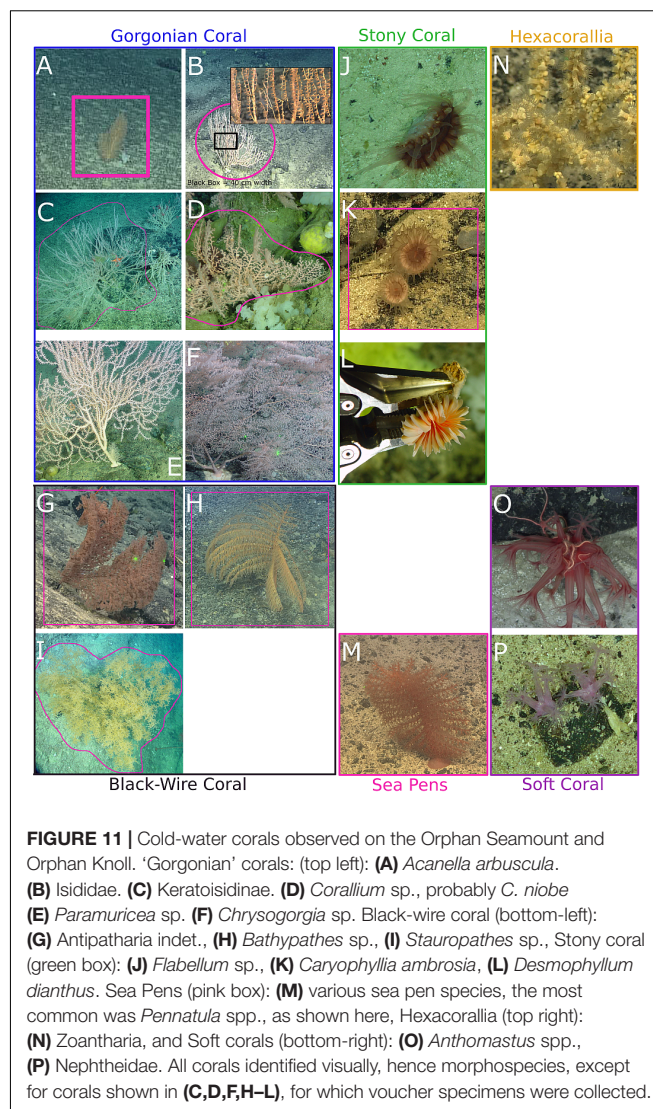 Gorgonian Coral
Stony Coral
Hexacorallia
A
B
Black Box = ~40 cm width
C
D
E
F
G
H
I
J
K
L
M
N
O
P
Black-Wire Coral
Sea Pens
Soft Coral
FIGURE 11 | Cold-water corals observed on the Orphan Seamount and
Orphan Knoll. ‘Gorgonian’ corals: (top left): (A) Acanella arbuscula.
(B) Isididae. (C) Keratoisidinae. (D) Corallium sp., probably C. niobe
(E) Paramuricea sp. (F) Chrysogorgia sp. Black-wire coral (bottom-left):
(G) Antipatharia indet., (H) Bathypathes sp., (I) Stauropathes sp., Stony coral
(green box): (J) Flabellum sp., (K) Caryophyllia ambrosia, (L) Desmophyllum
dianthus. Sea Pens (pink box): (M) various sea pen species, the most
common was Pennatula spp., as shown here, Hexacorallia (top right):
(N) Zoantharia, and Soft corals (bottom-right): (O) Anthomastus spp.,
(P) Nephtheidae. All corals identified visually, hence morphospecies, except
for corals shown in (C,D,F,H–L), for which voucher specimens were collected.